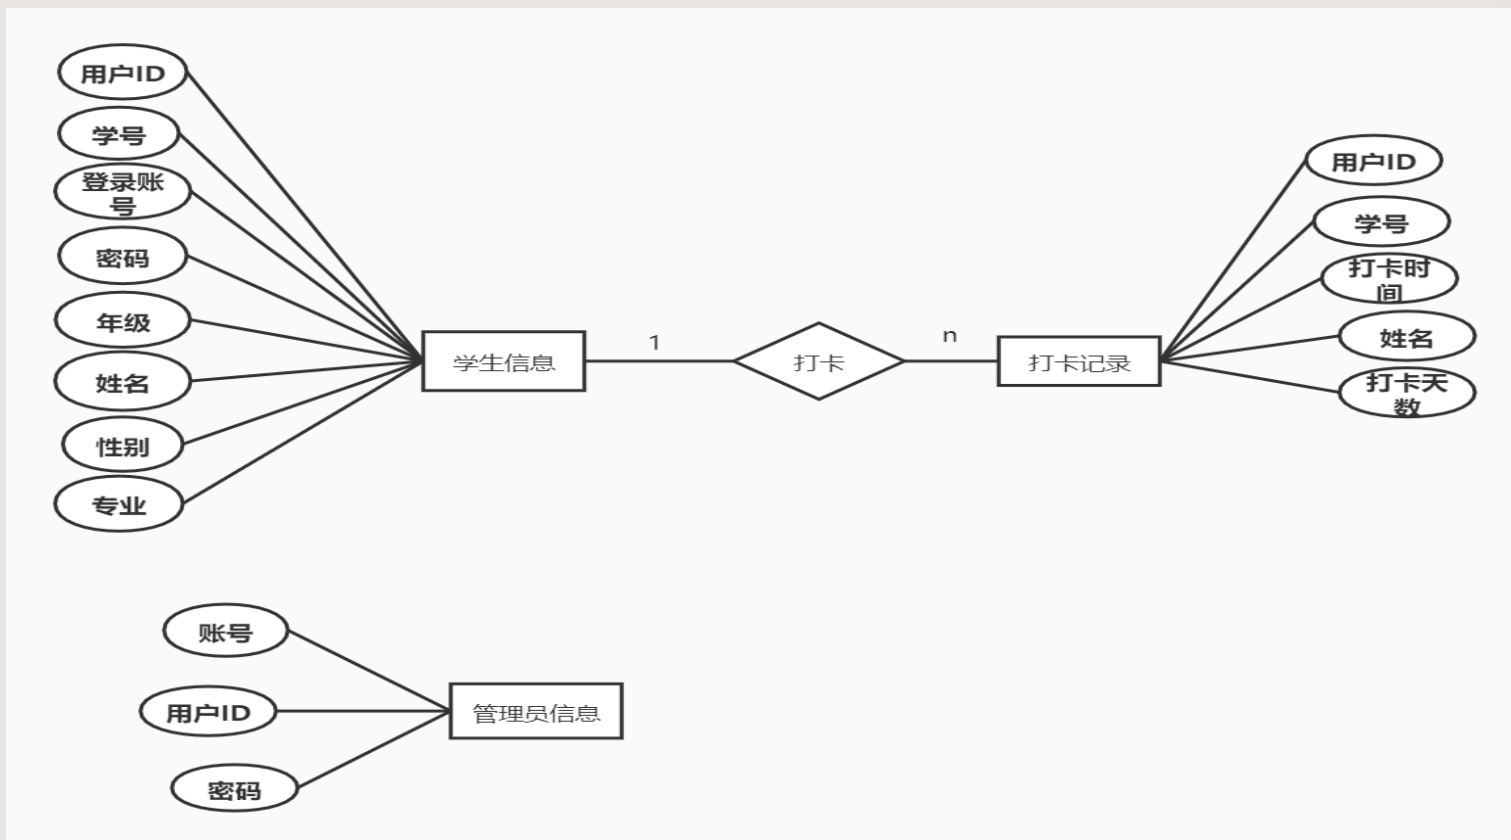 用户ID
学号
登录账
号
密码
年级
姓名
性别
专业
学生信息
1
打卡
n
打卡记录
用户ID
学号
打卡时
间
姓名
打卡天
数
账号
用户ID
密码
管理员信息